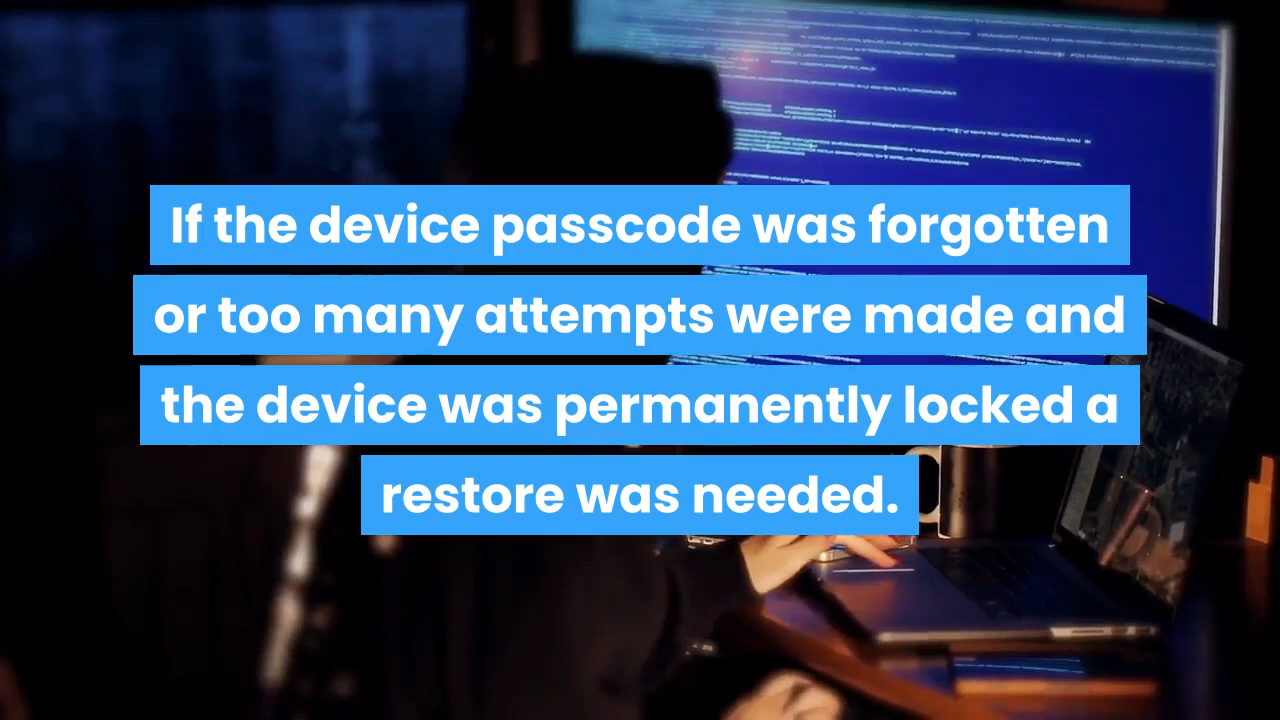 If the device passcode was forgotten
or too many attempts were made and
the device was permanently locked a
restore was needed.